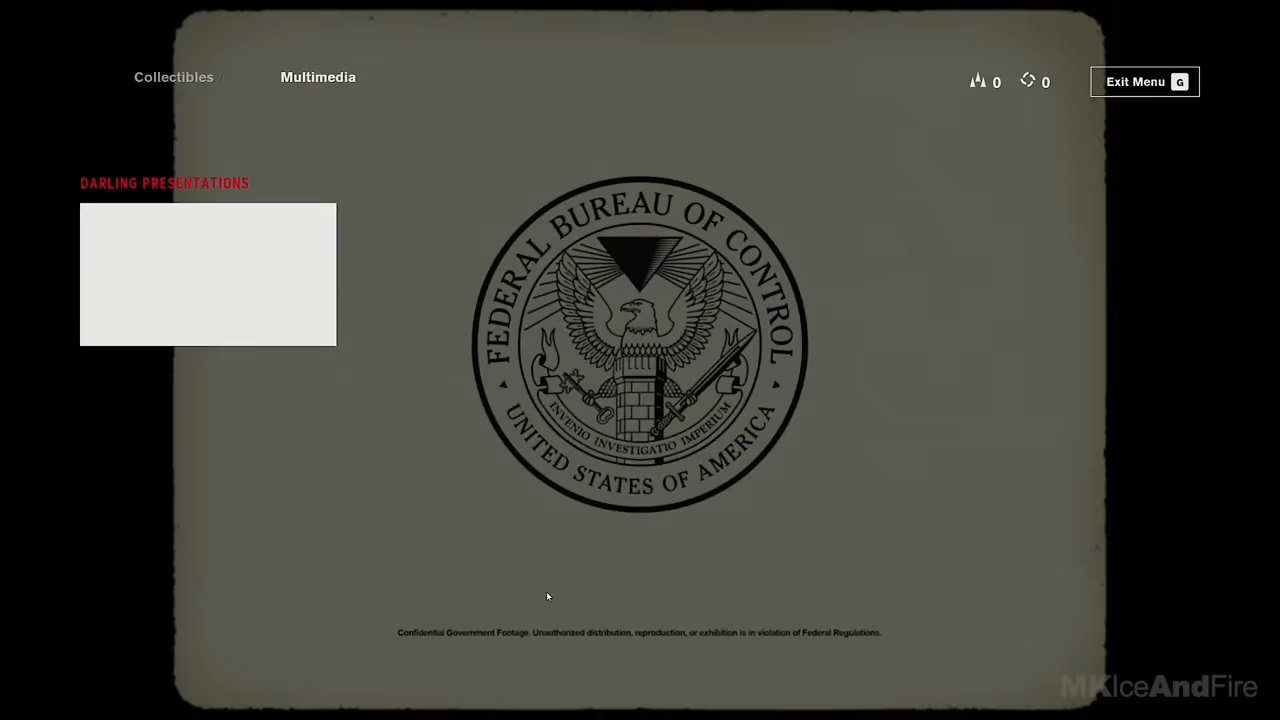 Collectibles
Multimedia
0
0
Exit Menu G
DARLING PRESENTATIONS
FEDERAL BUREAU OF CONTROL
INVENIO INVESTIGATIO IMPERIUM
UNITED STATES OF AMERICA
Confidential Government Footage. Unauthorized distribution, reproduction, or exhibition is in violation of Federal Regulations.
MKIceAndFire